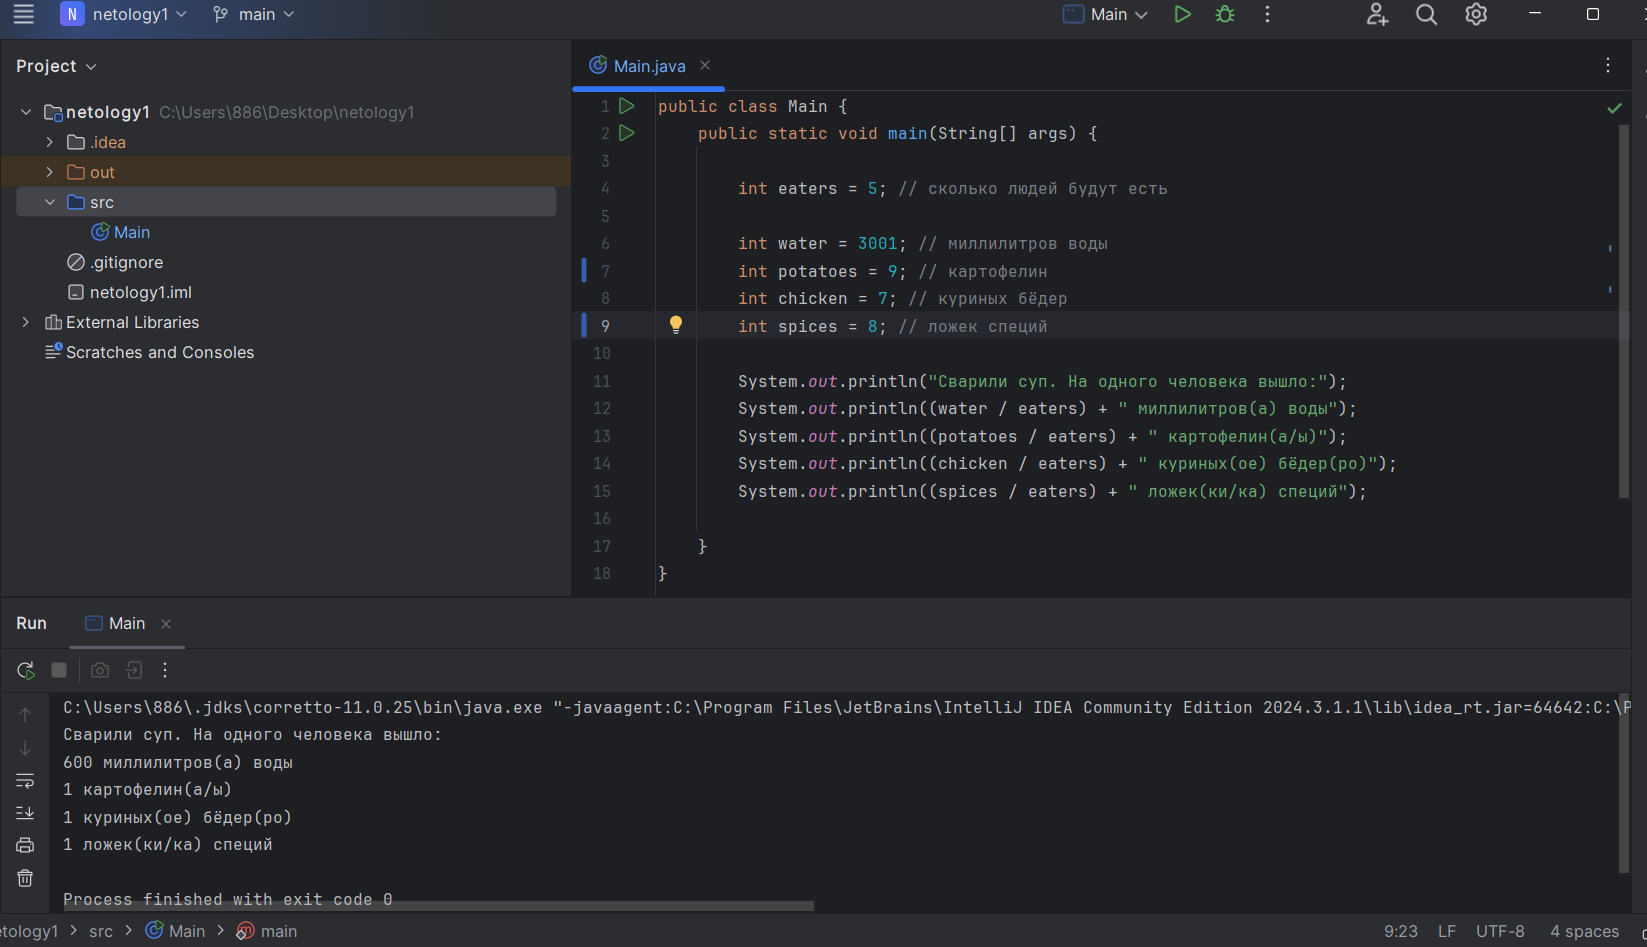 N netology1 main Main
Project
netology1 C:\Users\886\Desktop\netology1
.idea
out
src
Main
.gitignore
netology1.iml
External Libraries
Scratches and Consoles
Main.java
1 public class Main {
2 public static void main(String[] args) {
3
4 int eaters = 5; // сколько людей будут есть
5
6 int water = 3001; // миллилитров воды
7 int potatoes = 9; // картофелин
8 int chicken = 7; // куриных бёдер
9 int spices = 8; // ложек специй
10
11 System.out.println("Сварили суп. На одного человека вышло:");
12 System.out.println((water / eaters) + " миллилитров(а) воды");
13 System.out.println((potatoes / eaters) + " картофелин(а/ы)");
14 System.out.println((chicken / eaters) + " куриных(ое) бёдер(ро)");
15 System.out.println((spices / eaters) + " ложек(ки/ка) специй");
16
17 }
18 }
Run Main
C:\Users\886\.jdks\corretto-11.0.25\bin\java.exe "-javaagent:C:\Program Files\JetBrains\IntelliJ IDEA Community Edition 2024.3.1.1\lib\idea_rt.jar=64642:C:\P
Сварили суп. На одного человека вышло:
600 миллилитров(а) воды
1 картофелин(а/ы)
1 куриных(ое) бёдер(ро)
1 ложек(ки/ка) специй
Process finished with exit code 0
etology1 > src > Main > main 9:23 LF UTF-8 4 spaces